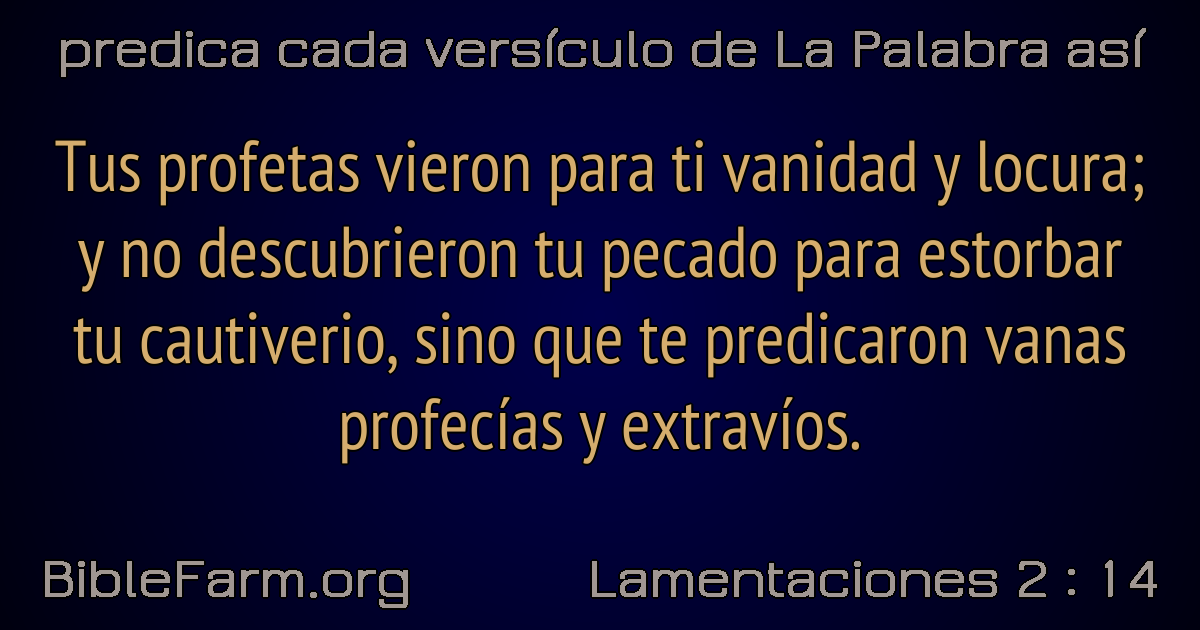 predica cada versículo de La Palabra así
Tus profetas vieron para ti vanidad y locura;
y no descubrieron tu pecado para estorbar
tu cautiverio, sino que te predicaron vanas
profecías y extravíos.
BibleFarm.org
Lamentaciones 2 : 14